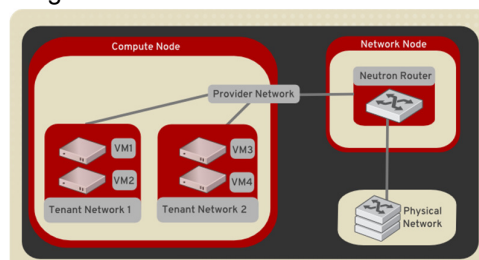 Compute Node
Network Node
Neutron Router
Provider Network
VM1
VM3
VM2
VM4
Tenant Network 1
Tenant Network 2
Physical
Network